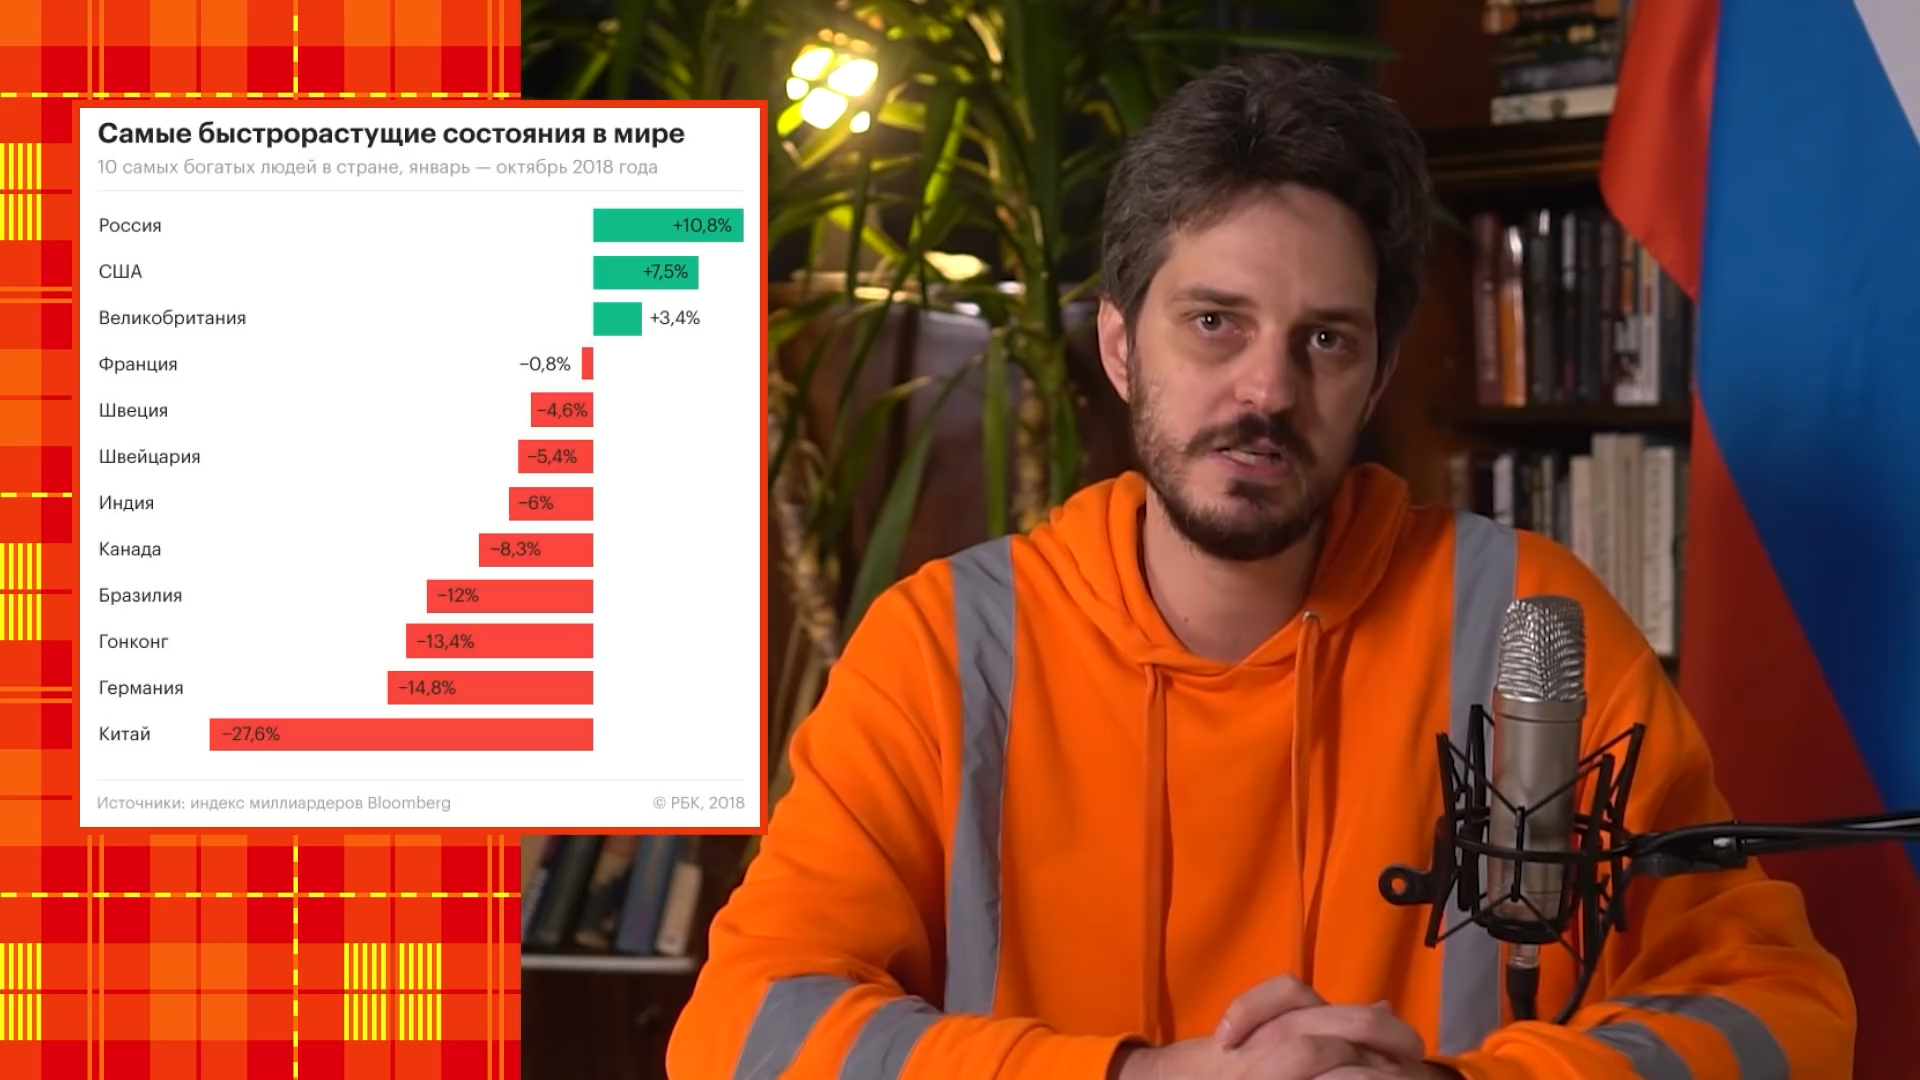 Самые быстрорастущие состояния в мире
10 самых богатых людей в стране, январь — октябрь 2018 года
Россия +10,8%
США +7,5%
Великобритания +3,4%
Франция −0,8%
Швеция −4,6%
Швейцария −5,4%
Индия −6%
Канада −8,3%
Бразилия −12%
Гонконг −13,4%
Германия −14,8%
Китай −27,6%
Источники: индекс миллиардеров Bloomberg © РБК, 2018